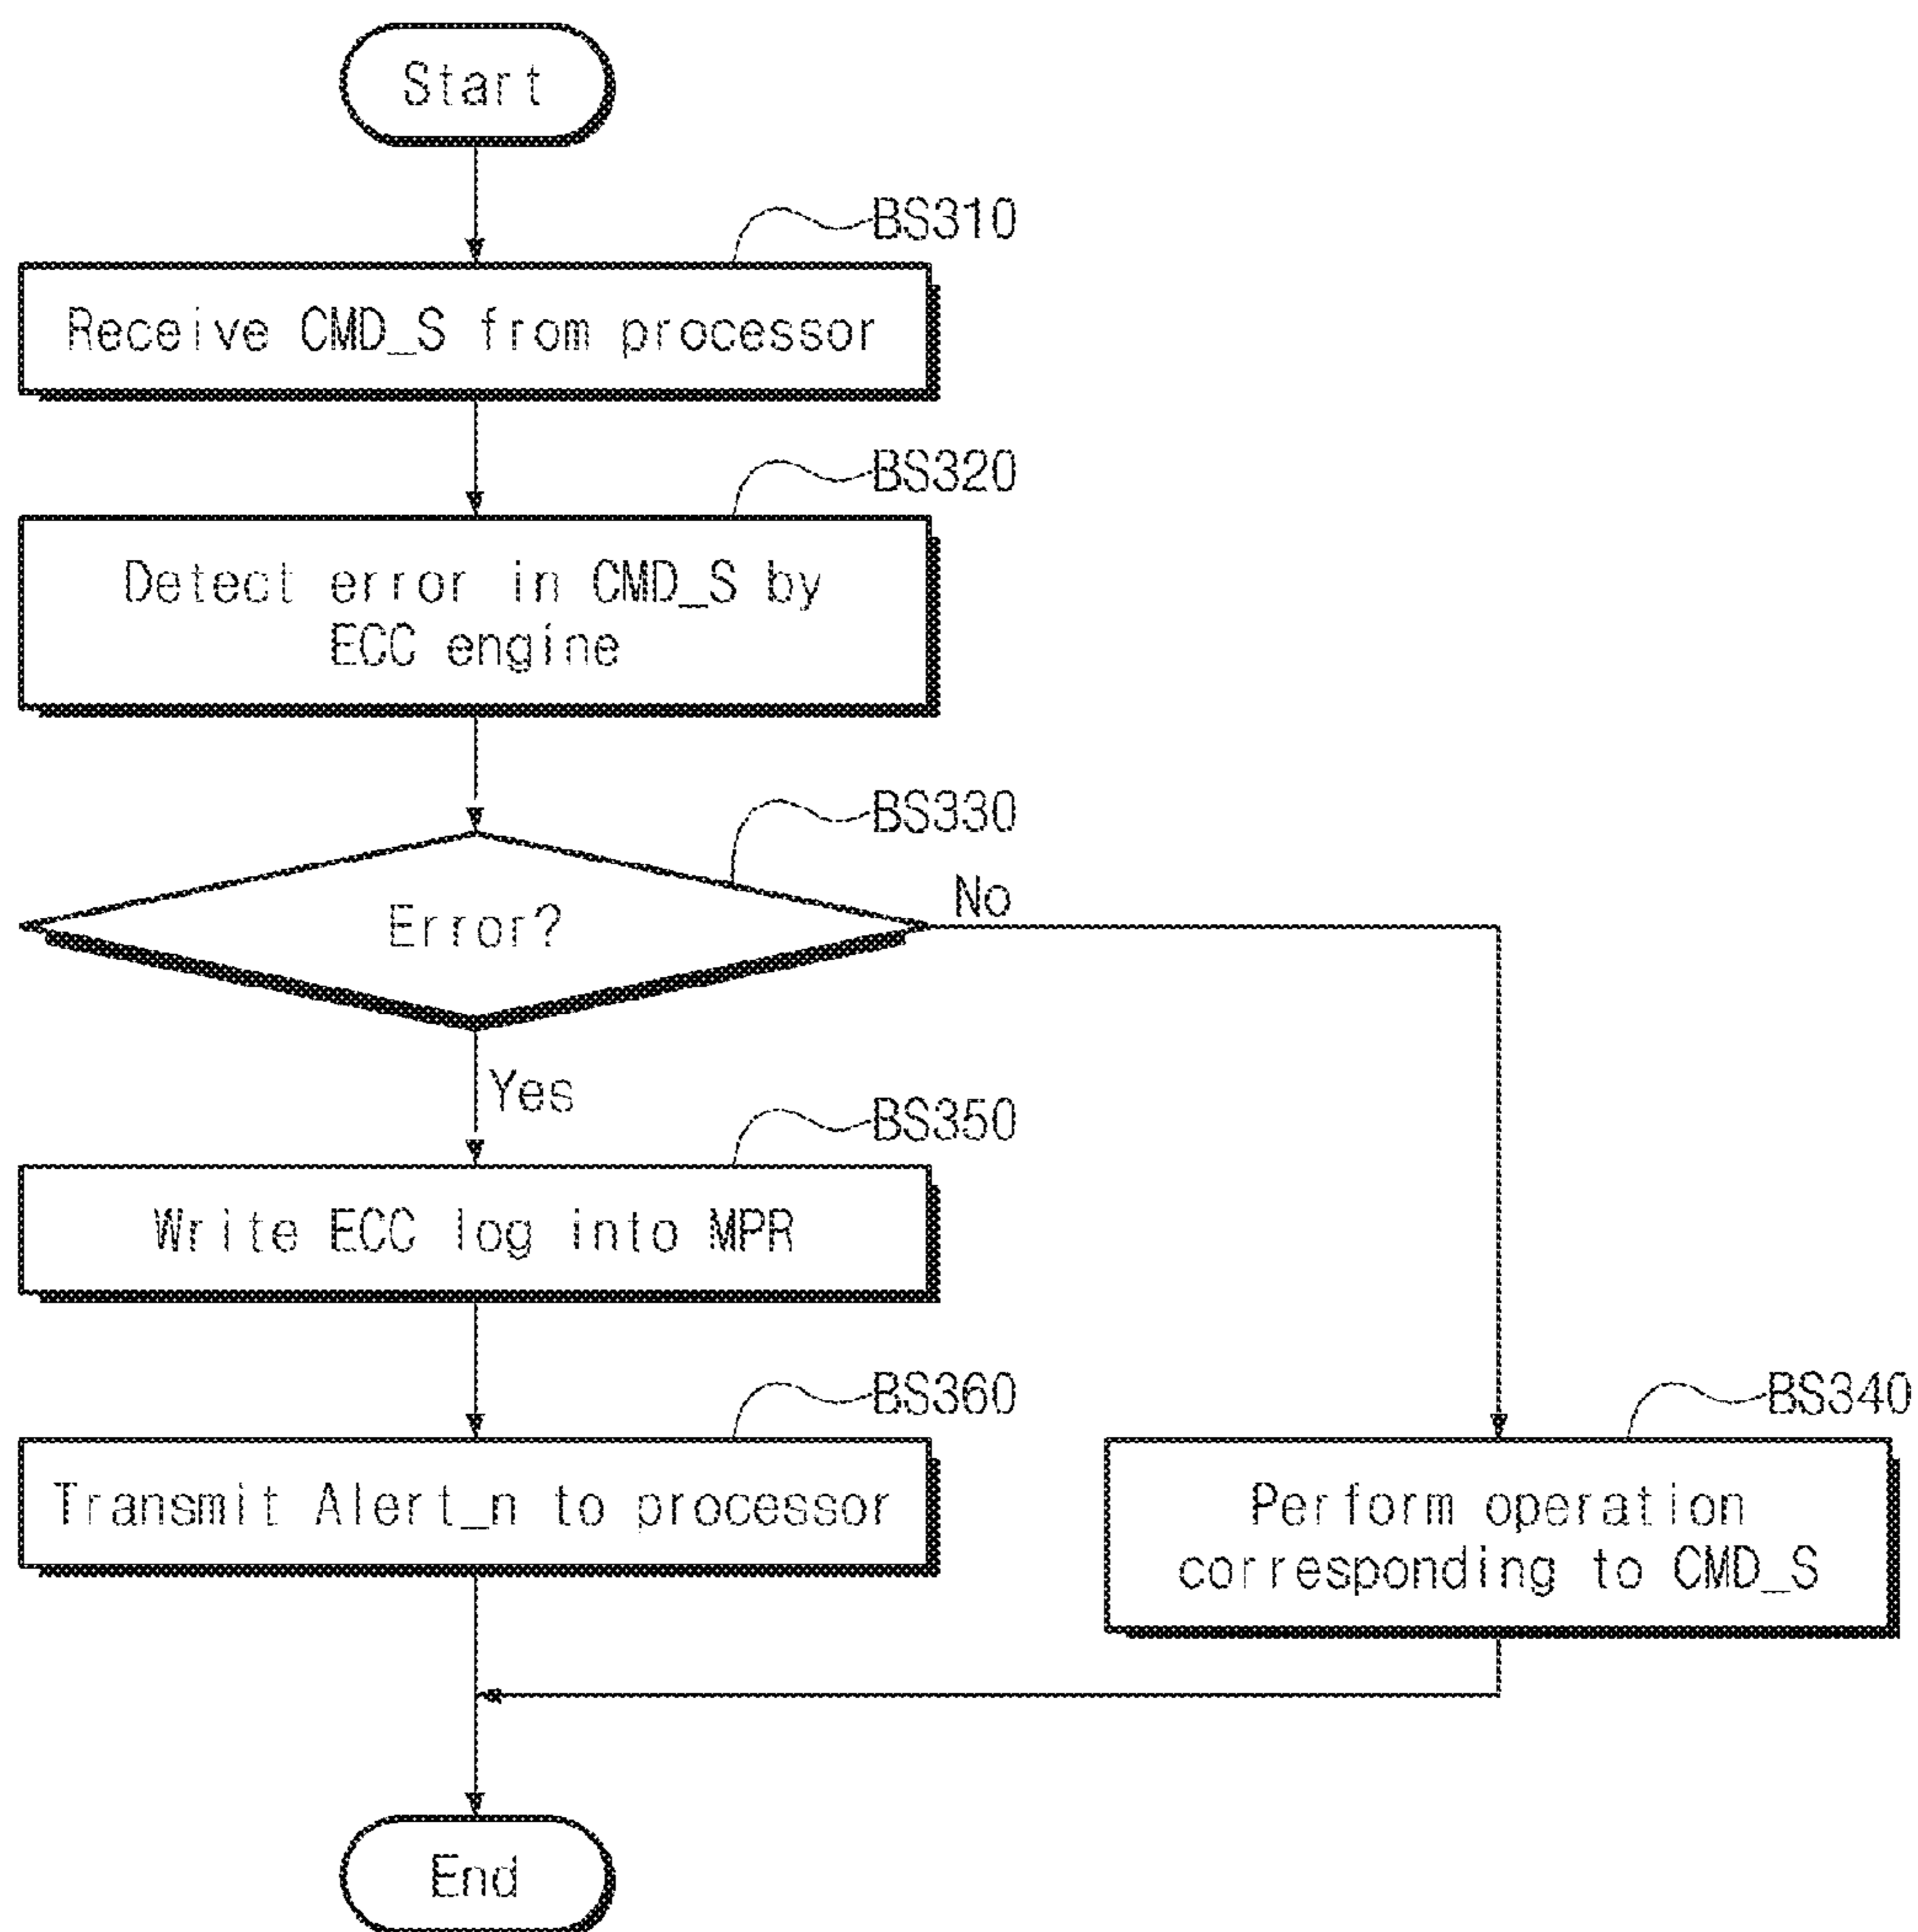 Start
BS310
Receive CMD_S from processor
BS320
Detect error in CMD_S by
ECC engine
BS330
Error?
No
Yes
BS350
Write ECC log into MPR
BS360
Transmit Alert_n to processor
BS340
Perform operation
corresponding to CMD_S
End